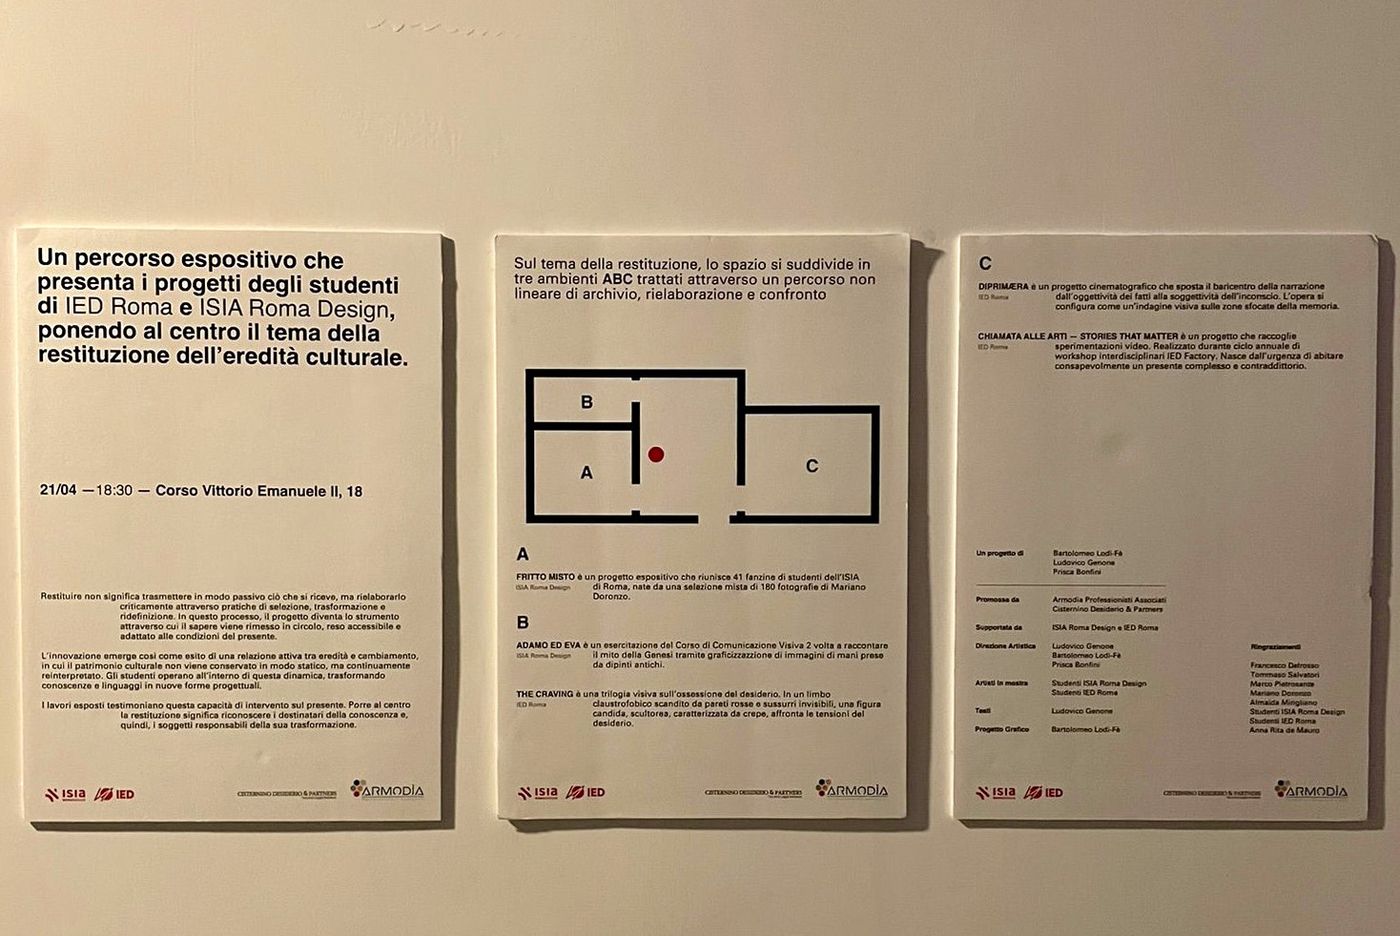 Un percorso espositivo che
presenta i progetti degli studenti
di IED Roma e ISIA Roma Design,
ponendo al centro il tema della
restituzione dell'eredità culturale.
21/04 —18:30 — Corso Vittorio Emanuele II, 18
Restituire non significa trasmettere in modo passivo ciò che si riceve, ma rielaborarlo
criticamente attraverso pratiche di selezione, trasformazione e
ridefinizione. In questo processo, il progetto diventa lo strumento
attraverso cui il sapere viene rimesso in circolo, reso accessibile e
adattato alle condizioni del presente.
L'innovazione emerge così come esito di una relazione attiva tra eredità e cambiamento,
in cui il patrimonio culturale non viene conservato in modo statico, ma continuamente
reinterpretato. Gli studenti operano all'interno di questa dinamica, trasformando
conoscenze e linguaggi in nuove forme progettuali.
I lavori esposti testimoniano questa capacità di intervento sul presente. Porre al centro
la restituzione significa riconoscere i destinatari della conoscenza e,
quindi, i soggetti responsabili della sua trasformazione.
isia IED CISTERNINO DESIDERIO & PARTNERS ARMODIA
Sul tema della restituzione, lo spazio si suddivide in
tre ambienti ABC trattati attraverso un percorso non
lineare di archivio, rielaborazione e confronto
B
A
C
A
FRITTO MISTO è un progetto espositivo che riunisce 41 fanzine di studenti dell'ISIA
ISIA Roma Design di Roma, nate da una selezione mista di 180 fotografie di Mariano
Doronzo.
B
ADAMO ED EVA è un esercitazione del Corso di Comunicazione Visiva 2 volta a raccontare
ISIA Roma Design il mito della Genesi tramite graficizzazzione di immagini di mani prese
da dipinti antichi.
THE CRAVING è una trilogia visiva sull'ossessione del desiderio. In un limbo
IED Roma claustrofobico scandito da pareti rosse e sussurri invisibili, una figura
candida, scultorea, caratterizzata da crepe, affronta le tensioni del
desiderio.
isia IED CISTERNINO DESIDERIO & PARTNERS ARMODIA
C
DIPRIMÆRA è un progetto cinematografico che sposta il baricentro della narrazione
IED Roma dall'oggettività dei fatti alla soggettività dell'inconscio. L'opera si
configura come un'indagine visiva sulle zone sfocate della memoria.
CHIAMATA ALLE ARTI — STORIES THAT MATTER è un progetto che raccoglie
IED Roma sperimentazioni video. Realizzato durante ciclo annuale di
workshop interdisciplinari IED Factory. Nasce dall'urgenza di abitare
consapevolmente un presente complesso e contraddittorio.
Un progetto di Bartolomeo Lodi-Fè
Ludovico Genone
Prisca Bonfini
Promossa da Armodia Professionisti Associati
Cisternino Desiderio & Partners
Supportata da ISIA Roma Design e IED Roma
Direzione Artistica Ludovico Genone
Bartolomeo Lodi-Fè
Prisca Bonfini
Artisti in mostra Studenti ISIA Roma Design
Studenti IED Roma
Testi Ludovico Genone
Progetto Grafico Bartolomeo Lodi-Fè
Ringraziamenti
Francesco Delrosso
Tommaso Salvatori
Marco Pietrosante
Mariano Doronzo
Almaida Mingliano
Studenti ISIA Roma Design
Studenti IED Roma
Anna Rita de Mauro
isia IED CISTERNINO DESIDERIO & PARTNERS ARMODIA